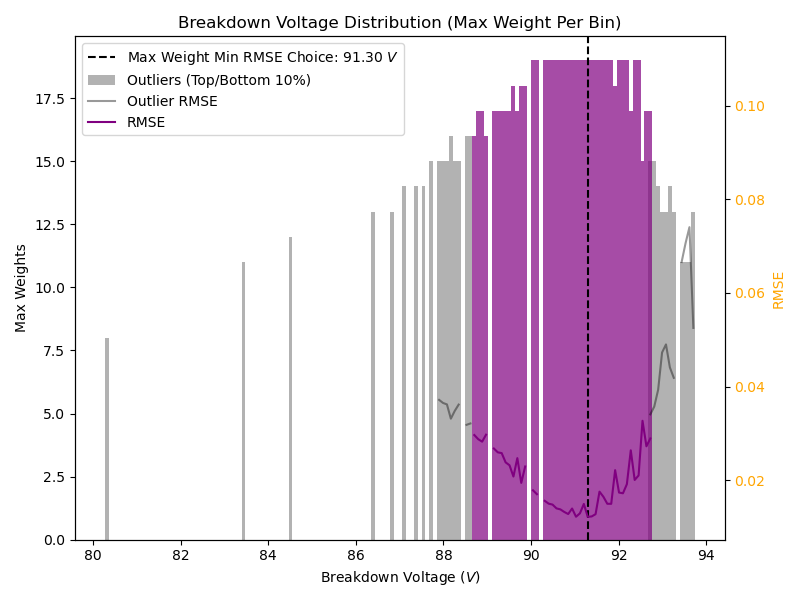 Breakdown Voltage Distribution (Max Weight Per Bin)
Max Weight Min RMSE Choice: 91.30 V
Outliers (Top/Bottom 10%)
Outlier RMSE
RMSE
Max Weights
17.5
15.0
12.5
10.0
7.5
5.0
2.5
0.0
0.10
0.08
0.06
0.04
0.02
RMSE
80 82 84 86 88 90 92 94
Breakdown Voltage (V)